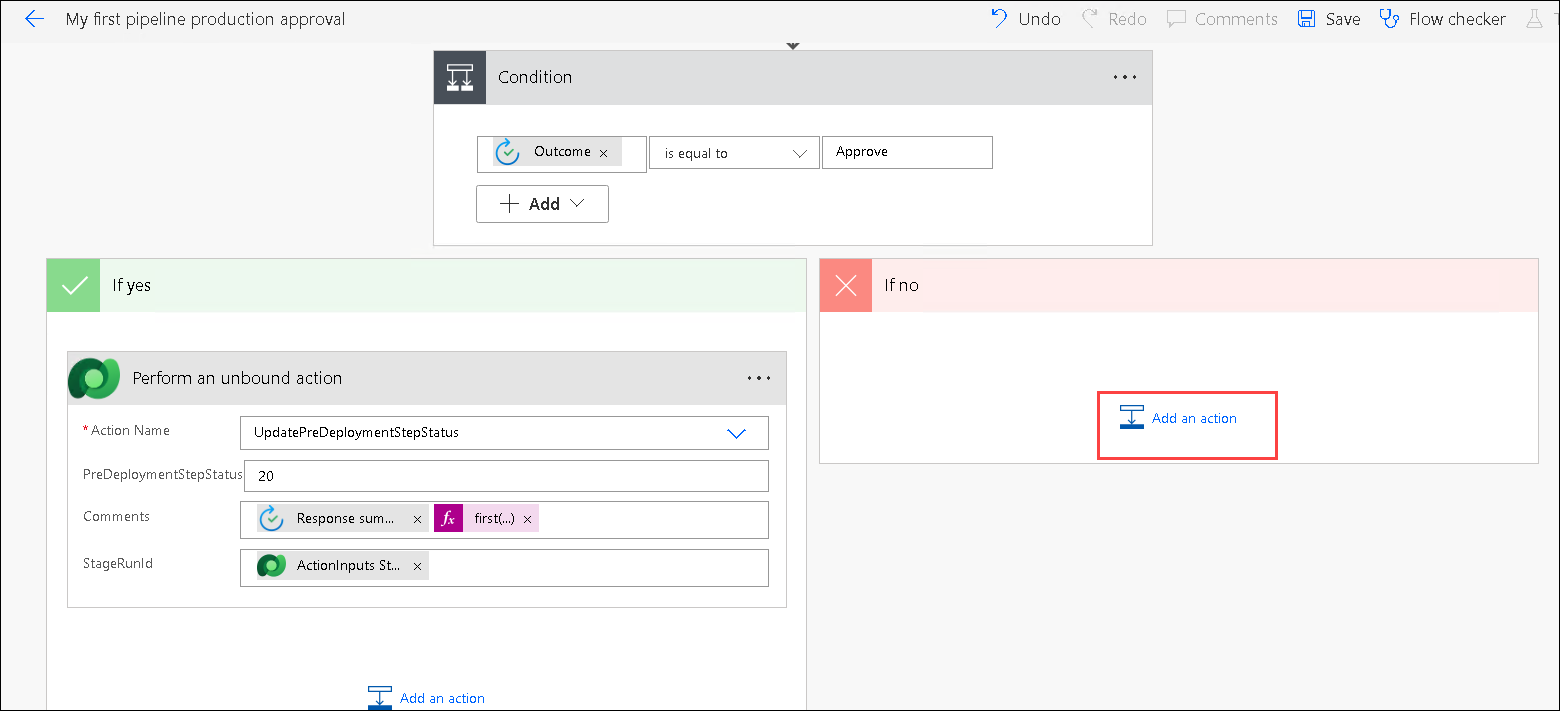 My first pipeline production approval
Undo Redo Comments Save Flow checker
Condition
Outcome × is equal to Approve
+ Add
If yes
If no
Perform an unbound action
* Action Name UpdatePreDeploymentStepStatus
PreDeploymentStepStatus 20
Comments Response sum... × fx first(...) ×
StageRunId ActionInputs St... ×
Add an action
Add an action